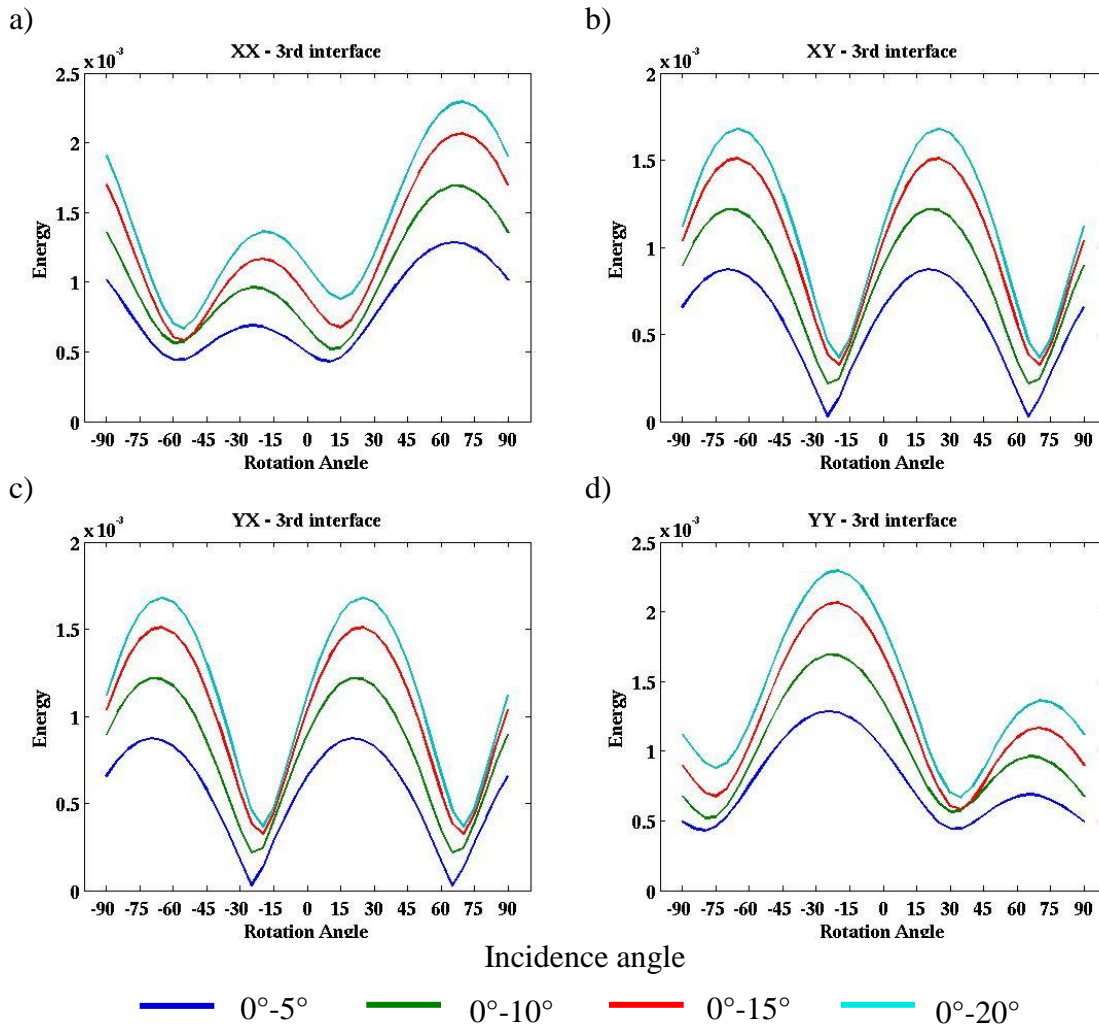 a)
XX - 3rd interface
x 10⁻³
2.5
2
1.5
1
0.5
0
Energy
-90 -75 -60 -45 -30 -15 0 15 30 45 60 75 90
Rotation Angle
b)
XY - 3rd interface
x 10⁻³
2
1.5
1
0.5
0
Energy
-90 -75 -60 -45 -30 -15 0 15 30 45 60 75 90
Rotation Angle
c)
YX - 3rd interface
x 10⁻³
2
1.5
1
0.5
0
Energy
-90 -75 -60 -45 -30 -15 0 15 30 45 60 75 90
Rotation Angle
d)
YY - 3rd interface
x 10⁻³
2.5
2
1.5
1
0.5
0
Energy
-90 -75 -60 -45 -30 -15 0 15 30 45 60 75 90
Rotation Angle
Incidence angle
0°-5° 0°-10° 0°-15° 0°-20°